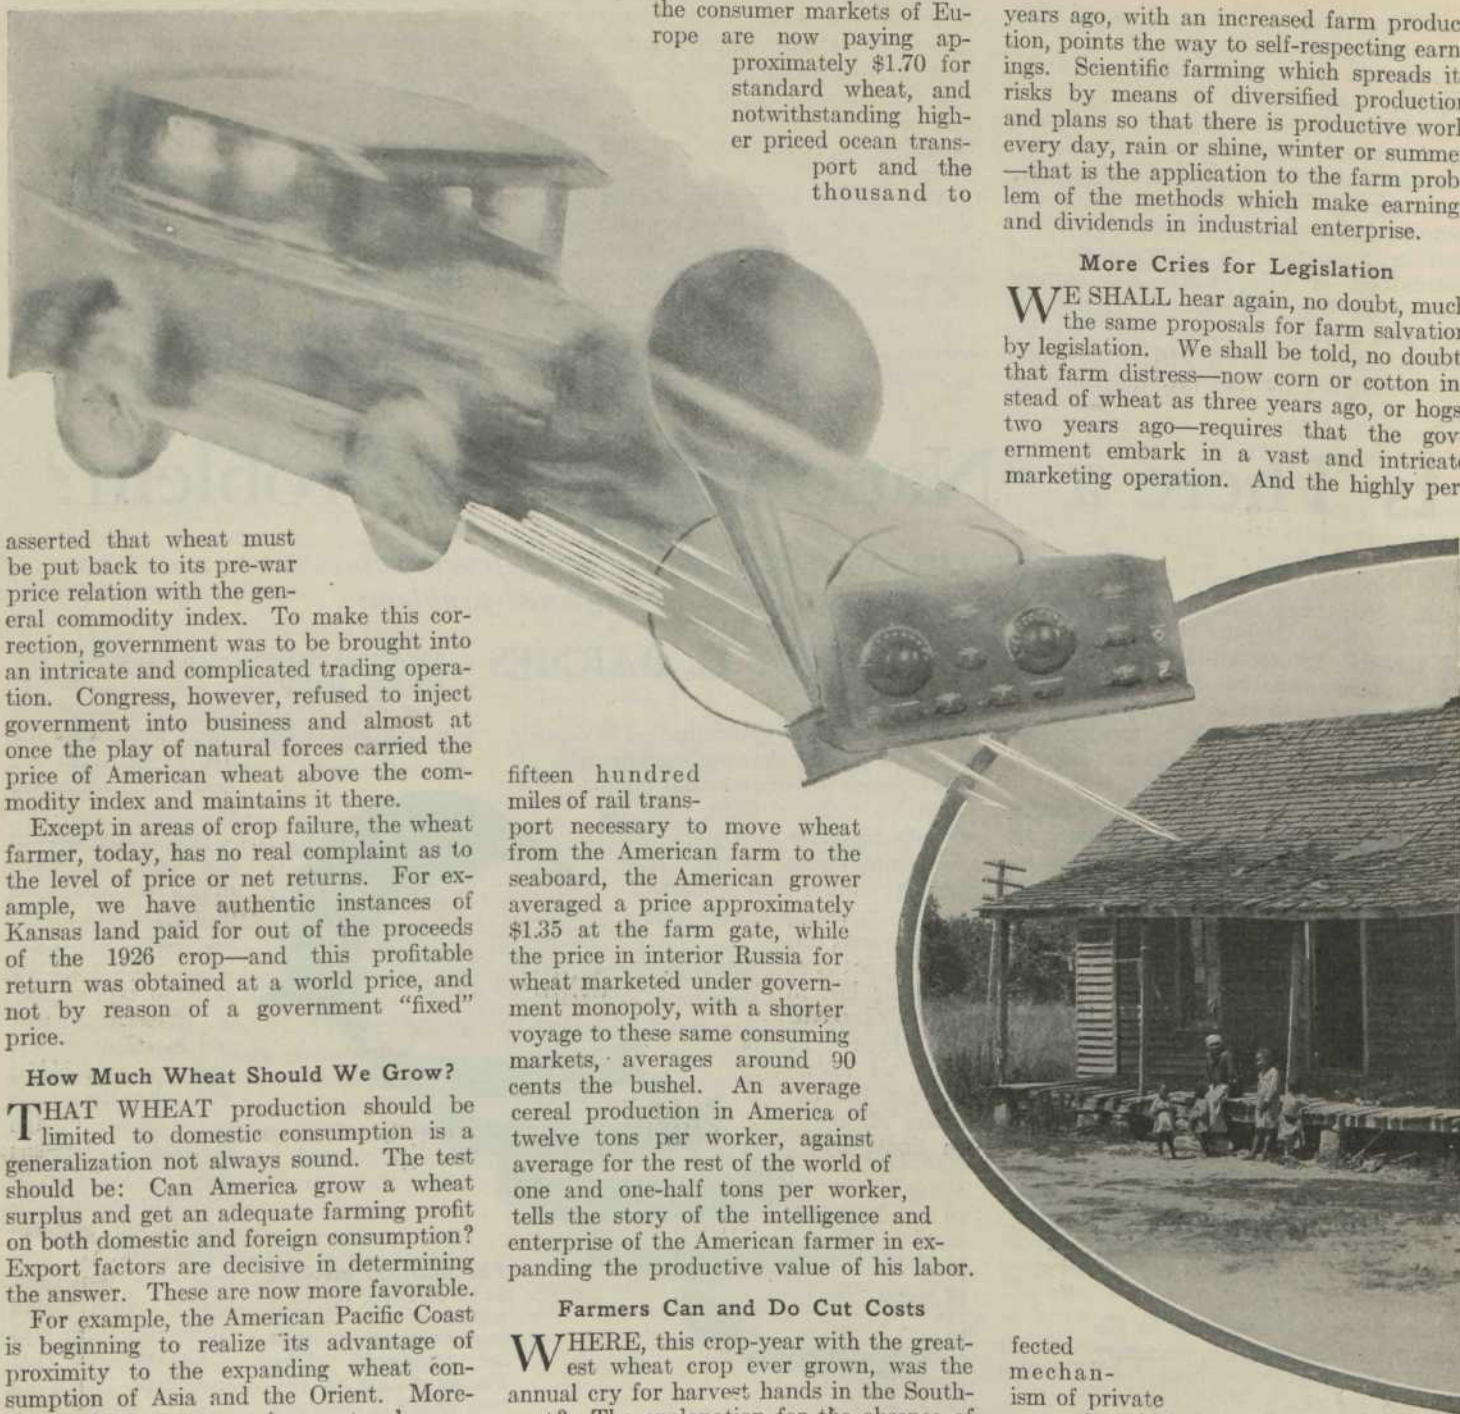 asserted that wheat must
be put back to its pre-war
price relation with the gen-
eral commodity index. To make this cor-
rection, government was to be brought into
an intricate and complicated trading opera-
tion. Congress, however, refused to inject
government into business and almost at
once the play of natural forces carried the
price of American wheat above the com-
modity index and maintains it there.
Except in areas of crop failure, the wheat
farmer, today, has no real complaint as to
the level of price or net returns. For ex-
ample, we have authentic instances of
Kansas land paid for out of the proceeds
of the 1926 crop—and this profitable
return was obtained at a world price, and
not by reason of a government “fixed”
price.
How Much Wheat Should We Grow?
THAT WHEAT production should be
limited to domestic consumption is a
generalization not always sound. The test
should be: Can America grow a wheat
surplus and get an adequate farming profit
on both domestic and foreign consumption?
Export factors are decisive in determining
the answer. These are now more favorable.
For example, the American Pacific Coast
is beginning to realize its advantage of
proximity to the expanding wheat con-
sumption of Asia and the Orient. More-
the consumer markets of Eu-
rope are now paying ap-
proximately $1.70 for
standard wheat, and
notwithstanding high-
er priced ocean trans-
port and the
thousand to
fifteen hundred
miles of rail trans-
port necessary to move wheat
from the American farm to the
seaboard, the American grower
averaged a price approximately
$1.35 at the farm gate, while
the price in interior Russia for
wheat marketed under govern-
ment monopoly, with a shorter
voyage to these same consuming
markets, averages around 90
cents the bushel. An average
cereal production in America of
twelve tons per worker, against
average for the rest of the world of
one and one-half tons per worker,
tells the story of the intelligence and
enterprise of the American farmer in ex-
panding the productive value of his labor.
Farmers Can and Do Cut Costs
WHERE, this crop-year with the great-
est wheat crop ever grown, was the
annual cry for harvest hands in the South-
years ago, with an increased farm produc
tion, points the way to self-respecting earn
ings. Scientific farming which spreads it
risks by means of diversified production
and plans so that there is productive work
every day, rain or shine, winter or summe
—that is the application to the farm prob
lem of the methods which make earning
and dividends in industrial enterprise.
More Cries for Legislation
WE SHALL hear again, no doubt, much
the same proposals for farm salvation
by legislation. We shall be told, no doubt
that farm distress—now corn or cotton in
stead of wheat as three years ago, or hogs
two years ago—requires that the gov
ernment embark in a vast and intricate
marketing operation. And the highly per
fected
mechan-
ism of private